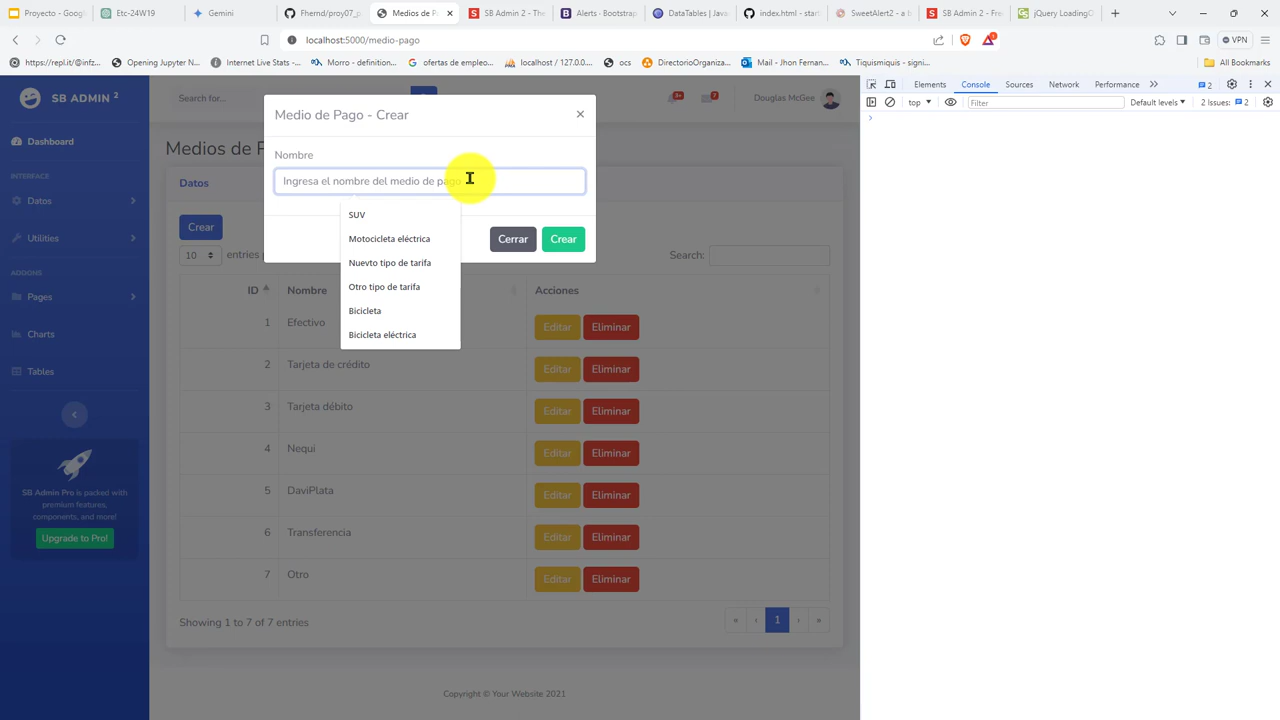 Proyecto - Goog
Etc-24W19
Gemini
Fhernd/proy07_p
Medios de P
SB Admin 2 - The
Alerts · Bootstrap
DataTables | Java
index.html - start
SweetAlert2 - a b
SB Admin 2 - Fre
jQuery LoadingO
localhost:5000/medio-pago
VPN
https://repl.it/@infz...
Opening Jupyter N...
Internet Live Stats -...
Morro - definition...
ofertas de empleo...
localhost / 127.0.0...
ocs
DirectorioOrganiza...
Mail - Jhon Fernan...
Tiquismiquis - signi...
All Bookmarks
SB ADMIN 2
Search for...
3+
7
Douglas McGee
Dashboard
INTERFACE
Datos
Utilities
ADDONS
Pages
Charts
Tables
SB Admin Pro is packed with
premium features,
components, and more!
Upgrade to Pro!
Medios de P
Datos
Crear
10 entries p
Search:
Medio de Pago - Crear
×
Nombre
Ingresa el nombre del medio de pago
Cerrar
Crear
SUV
Motocicleta eléctrica
Nuevto tipo de tarifa
Otro tipo de tarifa
Bicicleta
Bicicleta eléctrica
ID Nombre Acciones
1 Efectivo Editar Eliminar
2 Tarjeta de crédito Editar Eliminar
3 Tarjeta débito Editar Eliminar
4 Nequi Editar Eliminar
5 DaviPlata Editar Eliminar
6 Transferencia Editar Eliminar
7 Otro Editar Eliminar
Showing 1 to 7 of 7 entries
« ‹ 1 › »
Copyright © Your Website 2021
Elements
Console
Sources
Network
Performance
2
top
Filter
Default levels
2 Issues: 2